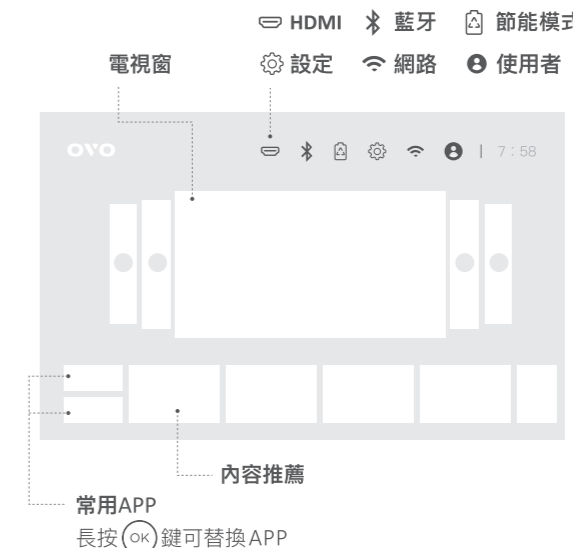 HDMI 藍牙 節能模式
電視窗 設定 網路 使用者
OVO 7:58
內容推薦
常用APP
長按 OK 鍵可替換APP